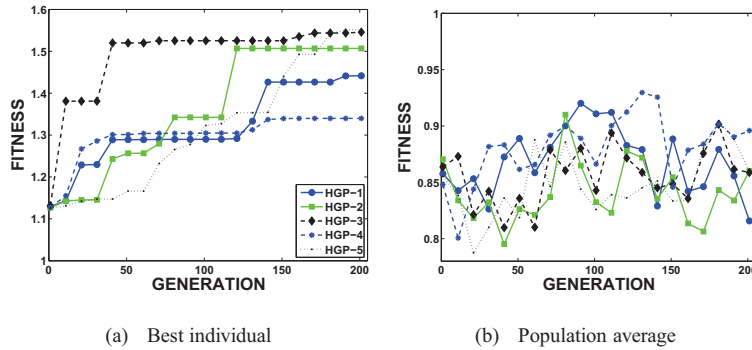 1.6
1.5
1.4
1.3
1.2
1.1
1
FITNESS
0
50
100
150
200
GENERATION
HGP−1
HGP−2
HGP−3
HGP−4
HGP−5
(a) Best individual
1
0.95
0.9
0.85
0.8
FITNESS
0
50
100
150
200
GENERATION
(b) Population average